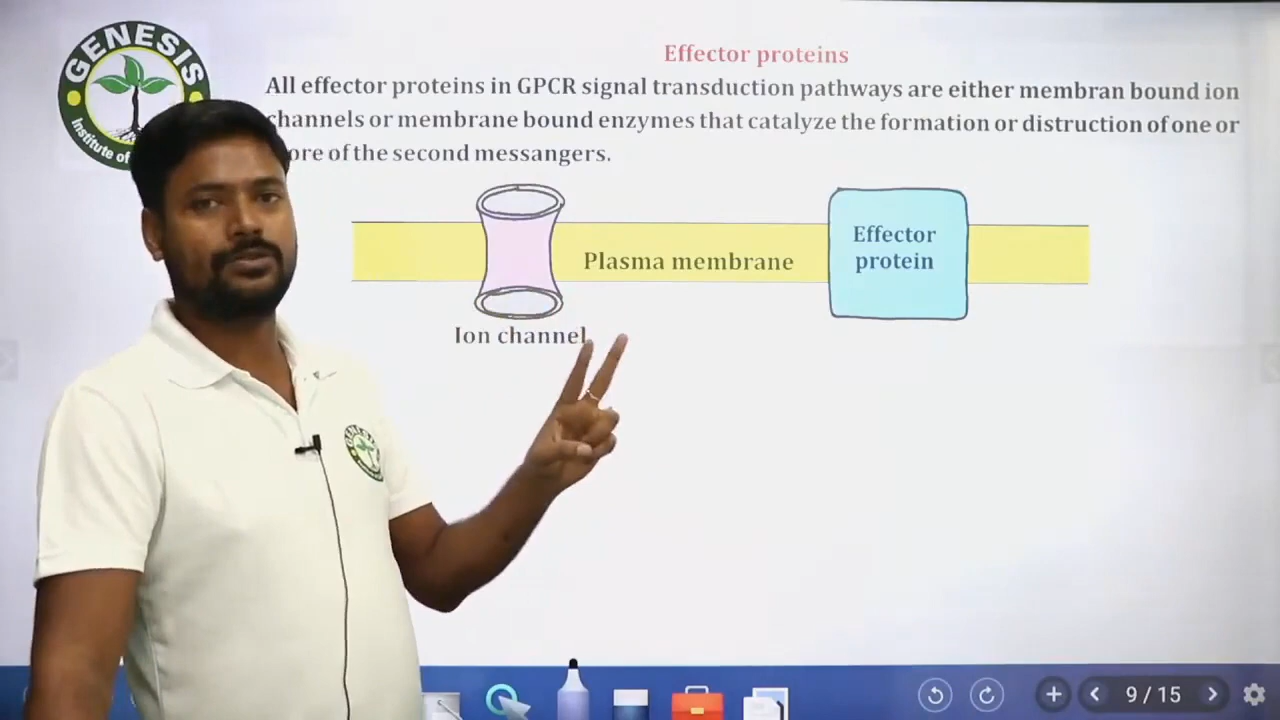 GENESIS
Institute of
Effector proteins
All effector proteins in GPCR signal transduction pathways are either membran bound ion
channels or membrane bound enzymes that catalyze the formation or distruction of one or
ore of the second messangers.
Effector
protein
Plasma membrane
Ion channel
9 / 15